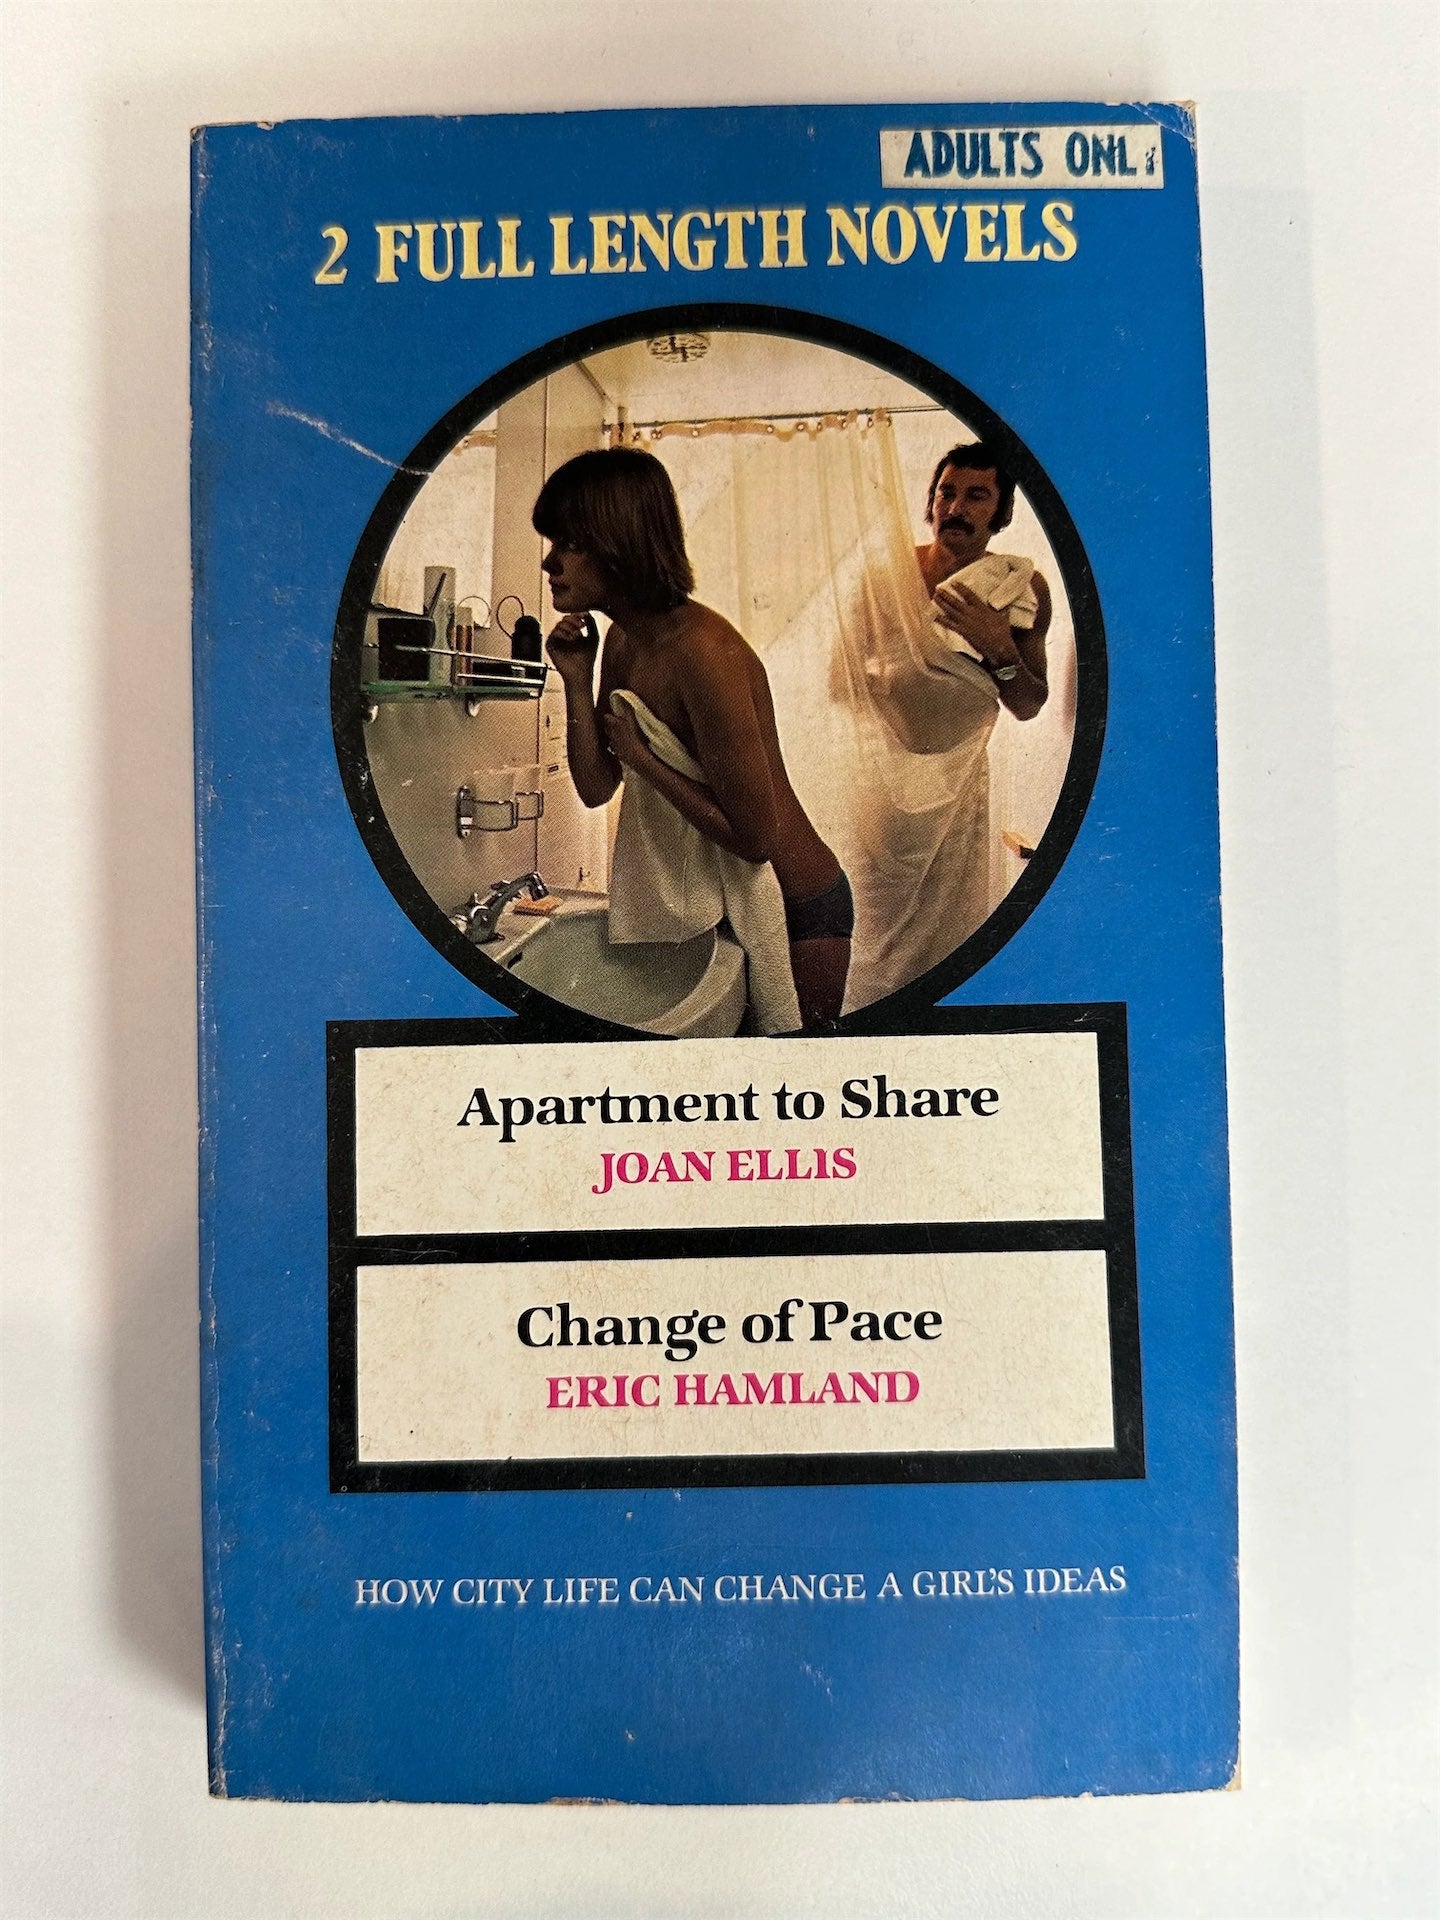 ADULTS ONLY
2 FULL LENGTH NOVELS
Apartment to Share
JOAN ELLIS
Change of Pace
ERIC HAMLAND
HOW CITY LIFE CAN CHANGE A GIRL'S IDEAS